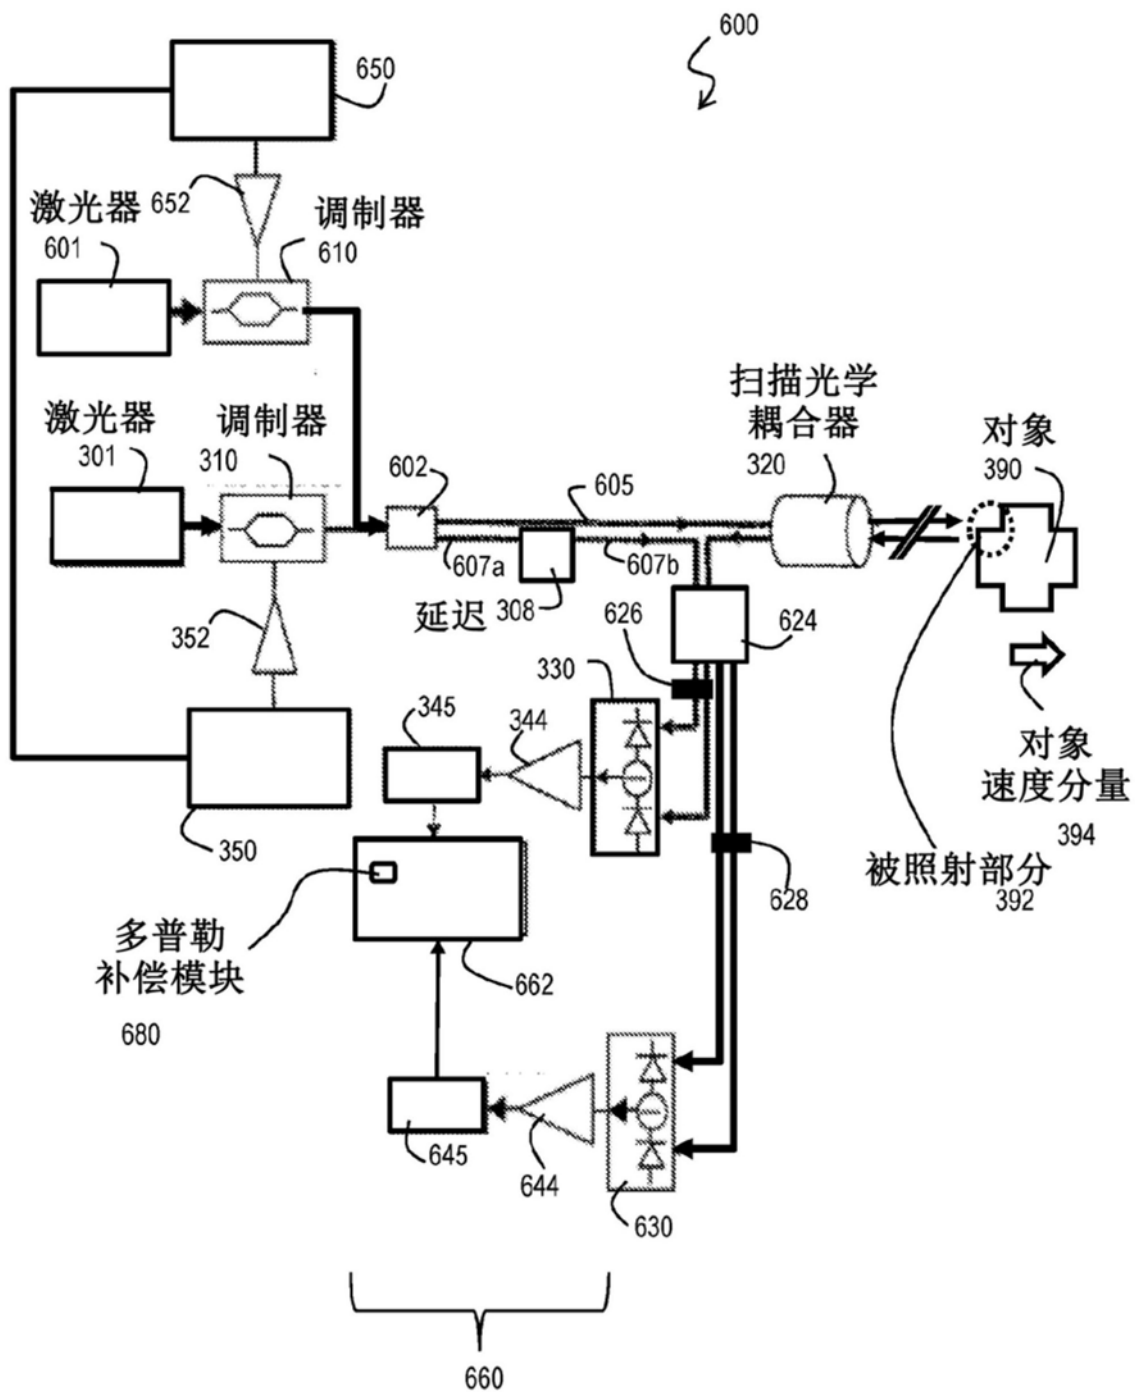 600
650
激光器
652
调制器
601
610
激光器
调制器
301
310
602
605
扫描光学
耦合器
320
对象
390
607a
607b
延迟
308
352
626
624
330
345
344
对象
速度分量
394
350
628
被照射部分
392
多普勒
补偿模块
662
680
645
644
630
660